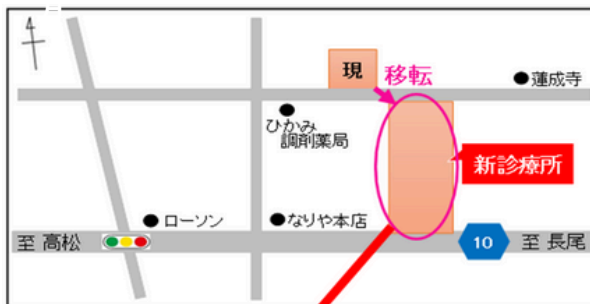 現
移転
蓮成寺
ひかみ
調剤薬局
新診療所
ローソン
なりや本店
至 高松
10
至 長尾